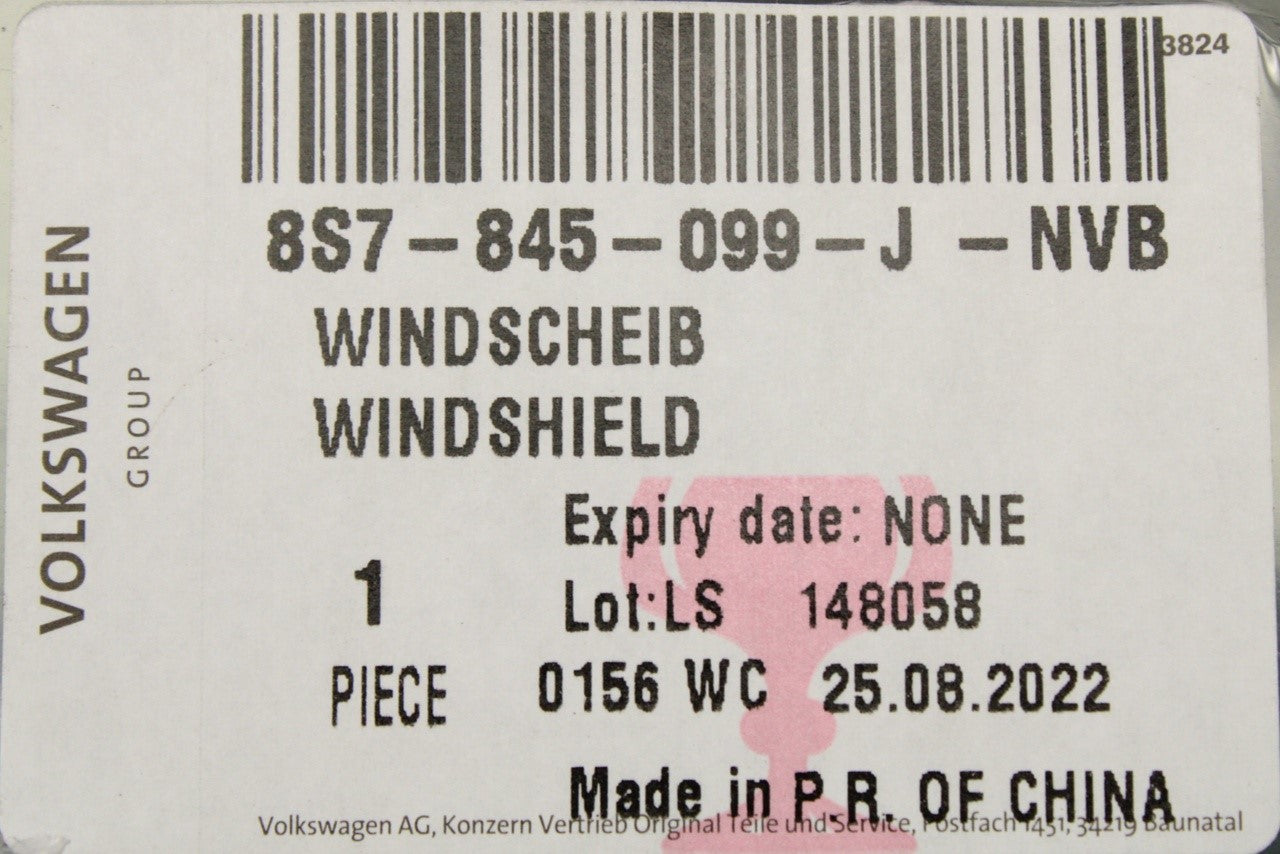 3824
8S7-845-099-J -NVB
WINDSCHEIB
WINDSHIELD
VOLKSWAGEN
GROUP
Expiry date: NONE
1
Lot:LS 148058
PIECE
0156 WC 25.08.2022
Made in P.R. OF CHINA
Volkswagen AG, Konzern Vertrieb Original Teile und Service, Postfach 1451, 34219 Baunatal